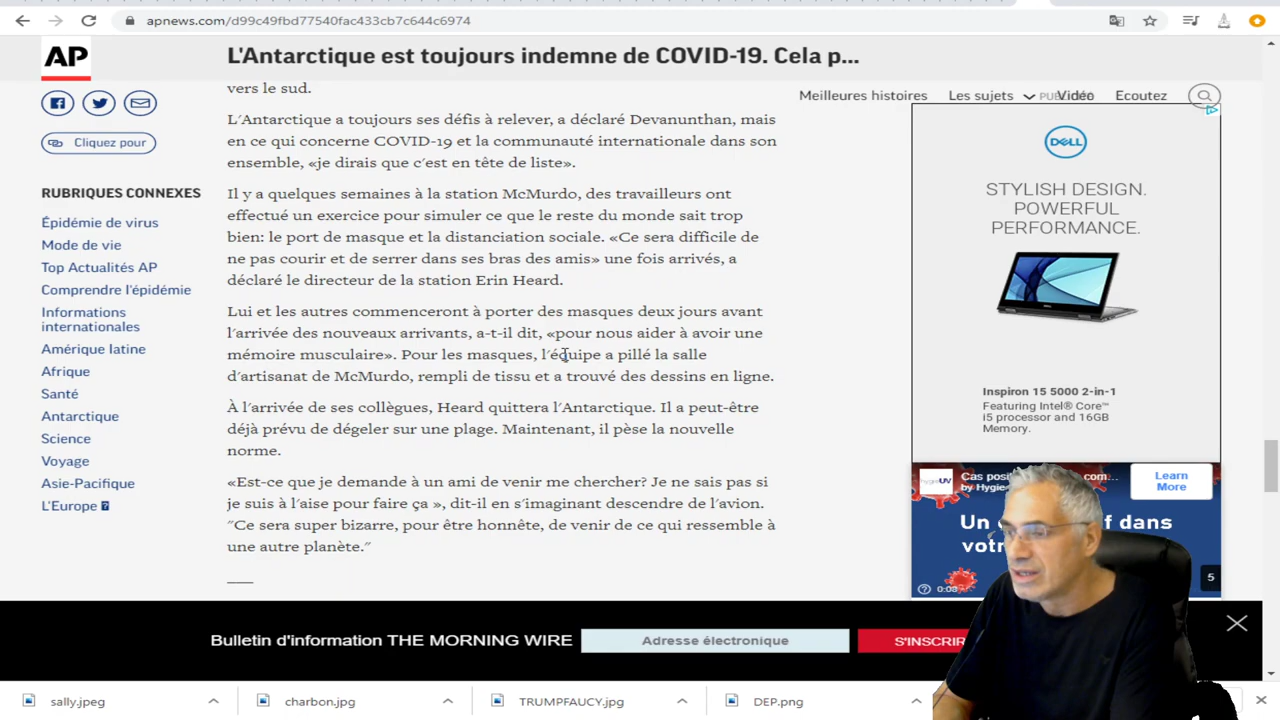 apnews.com/d99c49fbd77540fac433cb7c644c6974
AP
L'Antarctique est toujours indemne de COVID-19. Cela p...
Meilleures histoires
Les sujets
Vidéo
Ecoutez
Cliquez pour
RUBRIQUES CONNEXES
Épidémie de virus
Mode de vie
Top Actualités AP
Comprendre l'épidémie
Informations
internationales
Amérique latine
Afrique
Santé
Antarctique
Science
Voyage
Asie-Pacifique
L'Europe
vers le sud.
L'Antarctique a toujours ses défis à relever, a déclaré Devanunthan, mais
en ce qui concerne COVID-19 et la communauté internationale dans son
ensemble, «je dirais que c'est en tête de liste».
Il y a quelques semaines à la station McMurdo, des travailleurs ont
effectué un exercice pour simuler ce que le reste du monde sait trop
bien: le port de masque et la distanciation sociale. «Ce sera difficile de
ne pas courir et de serrer dans ses bras des amis» une fois arrivés, a
déclaré le directeur de la station Erin Heard.
Lui et les autres commenceront à porter des masques deux jours avant
l'arrivée des nouveaux arrivants, a-t-il dit, «pour nous aider à avoir une
mémoire musculaire». Pour les masques, l'équipe a pillé la salle
d'artisanat de McMurdo, rempli de tissu et a trouvé des dessins en ligne.
À l'arrivée de ses collègues, Heard quittera l'Antarctique. Il a peut-être
déjà prévu de dégeler sur une plage. Maintenant, il pèse la nouvelle
norme.
«Est-ce que je demande à un ami de venir me chercher? Je ne sais pas si
je suis à l'aise pour faire ça », dit-il en s'imaginant descendre de l'avion.
"Ce sera super bizarre, pour être honnête, de venir de ce qui ressemble à
une autre planète."
DELL
STYLISH DESIGN.
POWERFUL
PERFORMANCE.
Inspiron 15 5000 2-in-1
Featuring Intel® Core™
i5 processor and 16GB
Memory.
Cas
com...
by Hygie
Learn
More
Un
dans
5
Bulletin d'information THE MORNING WIRE
Adresse électronique
S'INSCRIR
sally.jpeg
charbon.jpg
TRUMPFAUCY.jpg
DEP.png